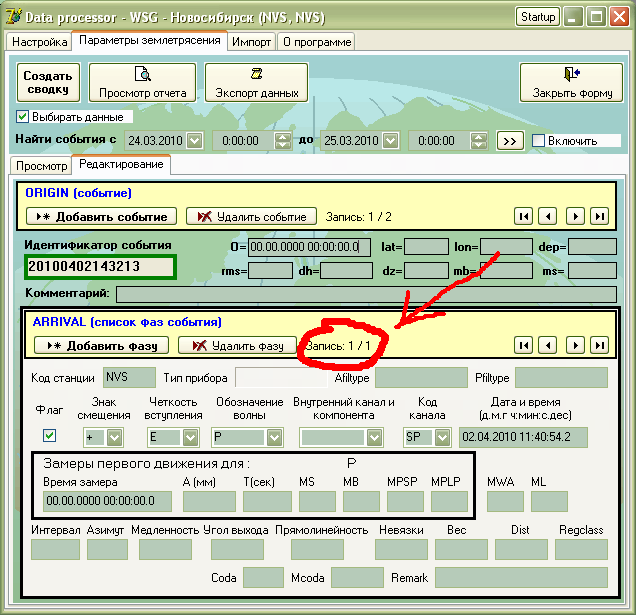 Data processor - WSG - Новосибирск (NVS, NVS)
Startup
Настройка Параметры землетрясения Импорт О программе
Создать сводку Просмотр отчета Экспорт данных Закрыть форму
Выбирать данные
Найти события с 24.03.2010 0:00:00 до 25.03.2010 0:00:00 >> Включить
Просмотр Редактирование
ORIGIN (событие)
Добавить событие Удалить событие Запись: 1 / 2
Идентификатор события O= 00.00.0000 00:00:00.0 lat= lon= dep=
20100402143213 rms= dh= dz= mb= ms=
Комментарий:
ARRIVAL (список фаз события)
Добавить фазу Удалить фазу Запись: 1 / 1
Код станции NVS Тип прибора Afiltype Pfiltype
Флаг Знак смещения Четкость вступления Обозначение волны Внутренний канал и компонента Код канала Дата и время (д.м.г ч:мин:с.дес)
+ E P SP 02.04.2010 11:40:54.2
Замеры первого движения для : P
Время замера A (мм) T(сек) MS MB MPSP MPLP MWA ML
00.00.0000 00:00:00.0
Интервал Азимут Медленность Угол выхода Прямолинейность Невязки Вес Dist Regclass
Coda Mcoda Remark